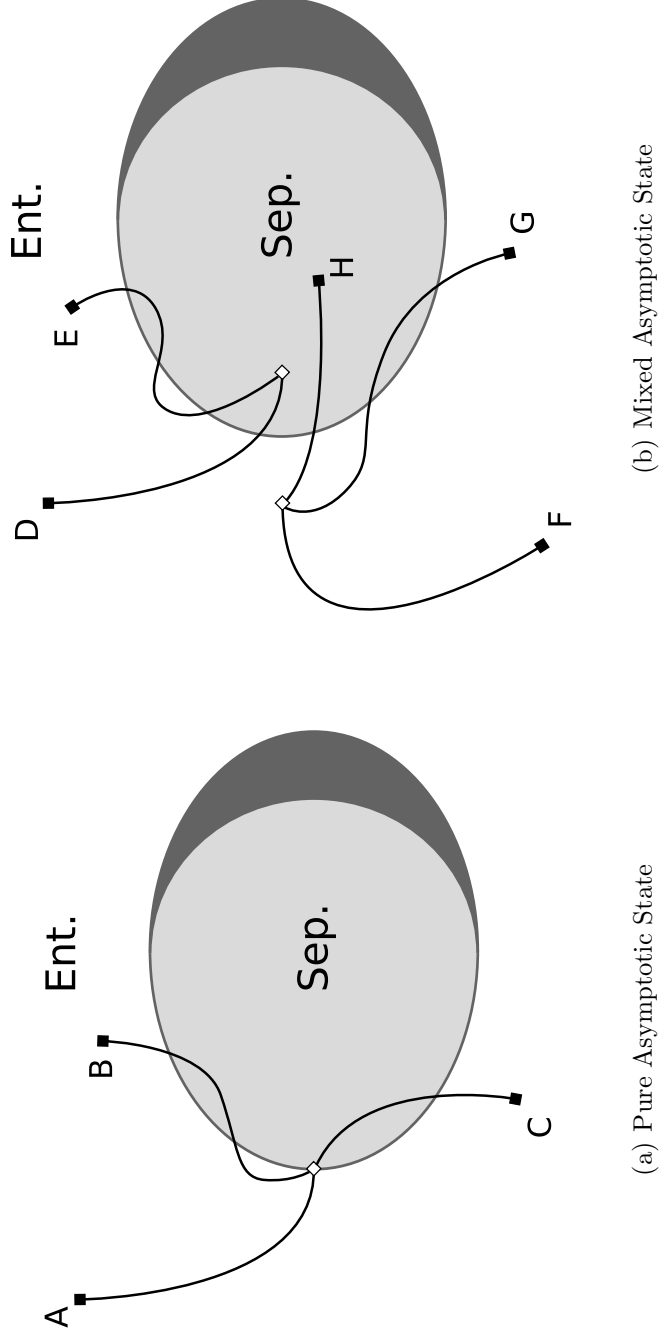 Ent.
Sep.
A
B
C
(a) Pure Asymptotic State
Ent.
Sep.
D
E
F
G
H
(b) Mixed Asymptotic State